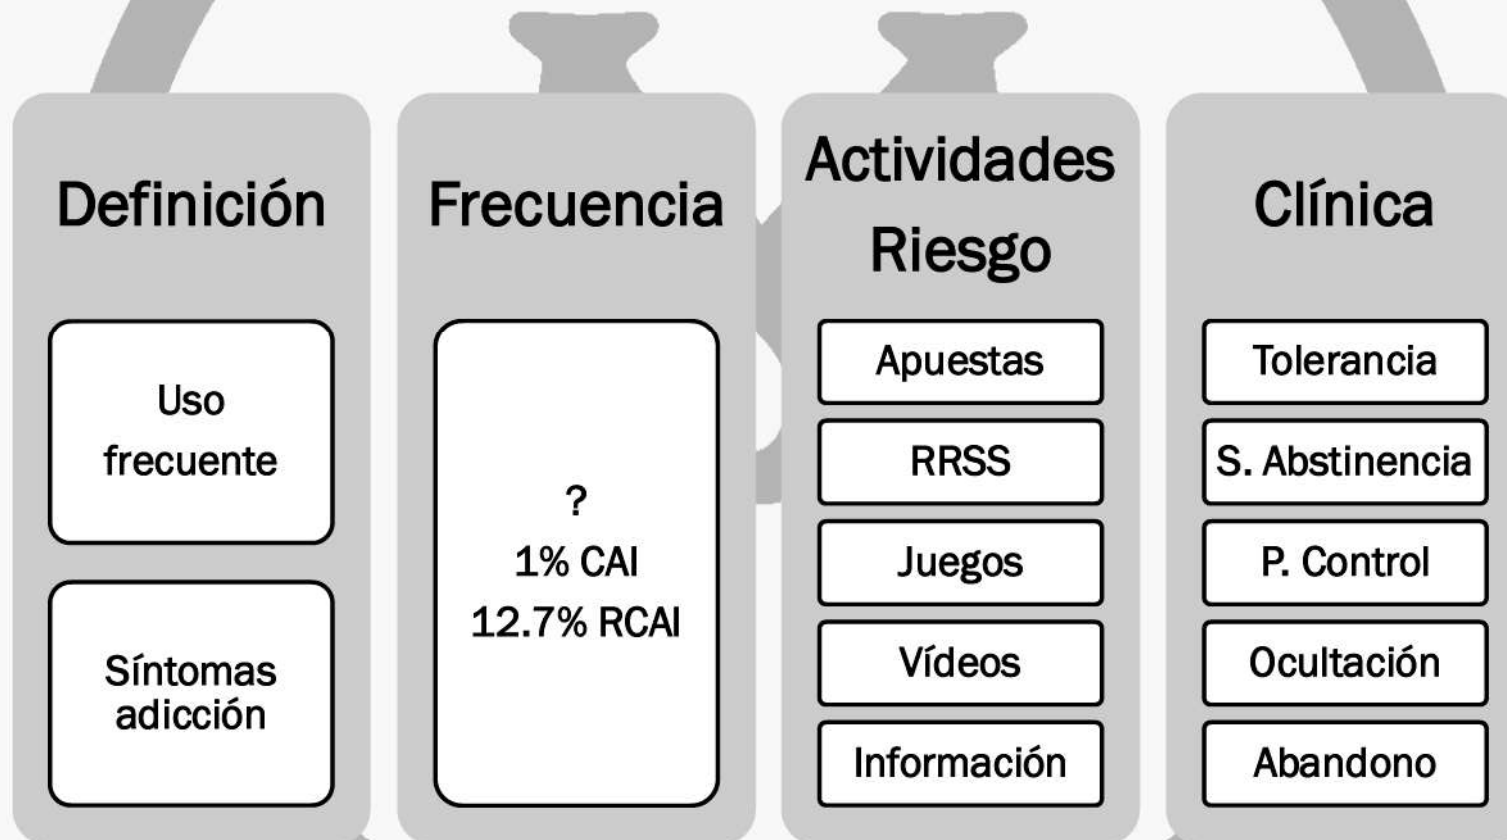 Definición
Uso
frecuente
Síntomas
adicción
Frecuencia
?
1% CAI
12.7% RCAI
Actividades
Riesgo
Apuestas
RRSS
Juegos
Vídeos
Información
Clínica
Tolerancia
S. Abstinencia
P. Control
Ocultación
Abandono